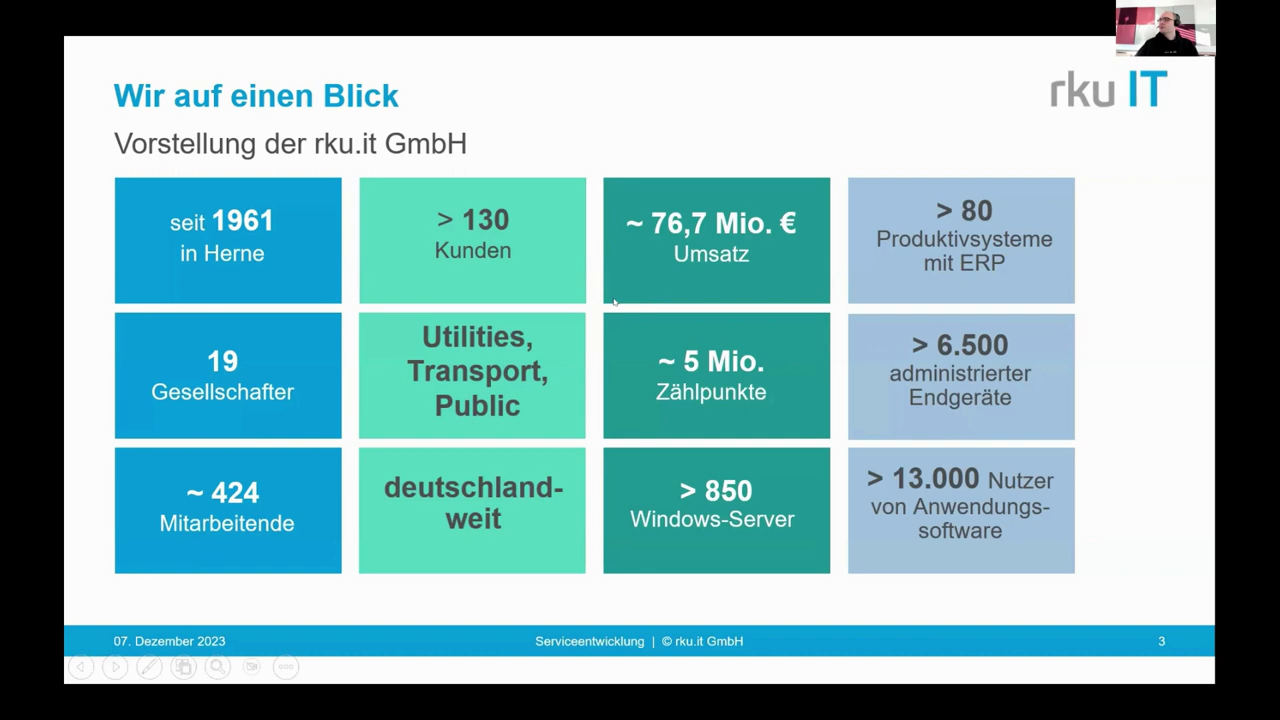 Wir auf einen Blick
rku IT
Vorstellung der rku.it GmbH
seit 1961
in Herne
> 130
Kunden
~ 76,7 Mio. €
Umsatz
> 80
Produktivsysteme
mit ERP
19
Gesellschafter
Utilities,
Transport,
Public
~ 5 Mio.
Zählpunkte
> 6.500
administrierter
Endgeräte
~ 424
Mitarbeitende
deutschland-
weit
> 850
Windows-Server
> 13.000 Nutzer
von Anwendungs-
software
07. Dezember 2023
Serviceentwicklung | © rku.it GmbH
3